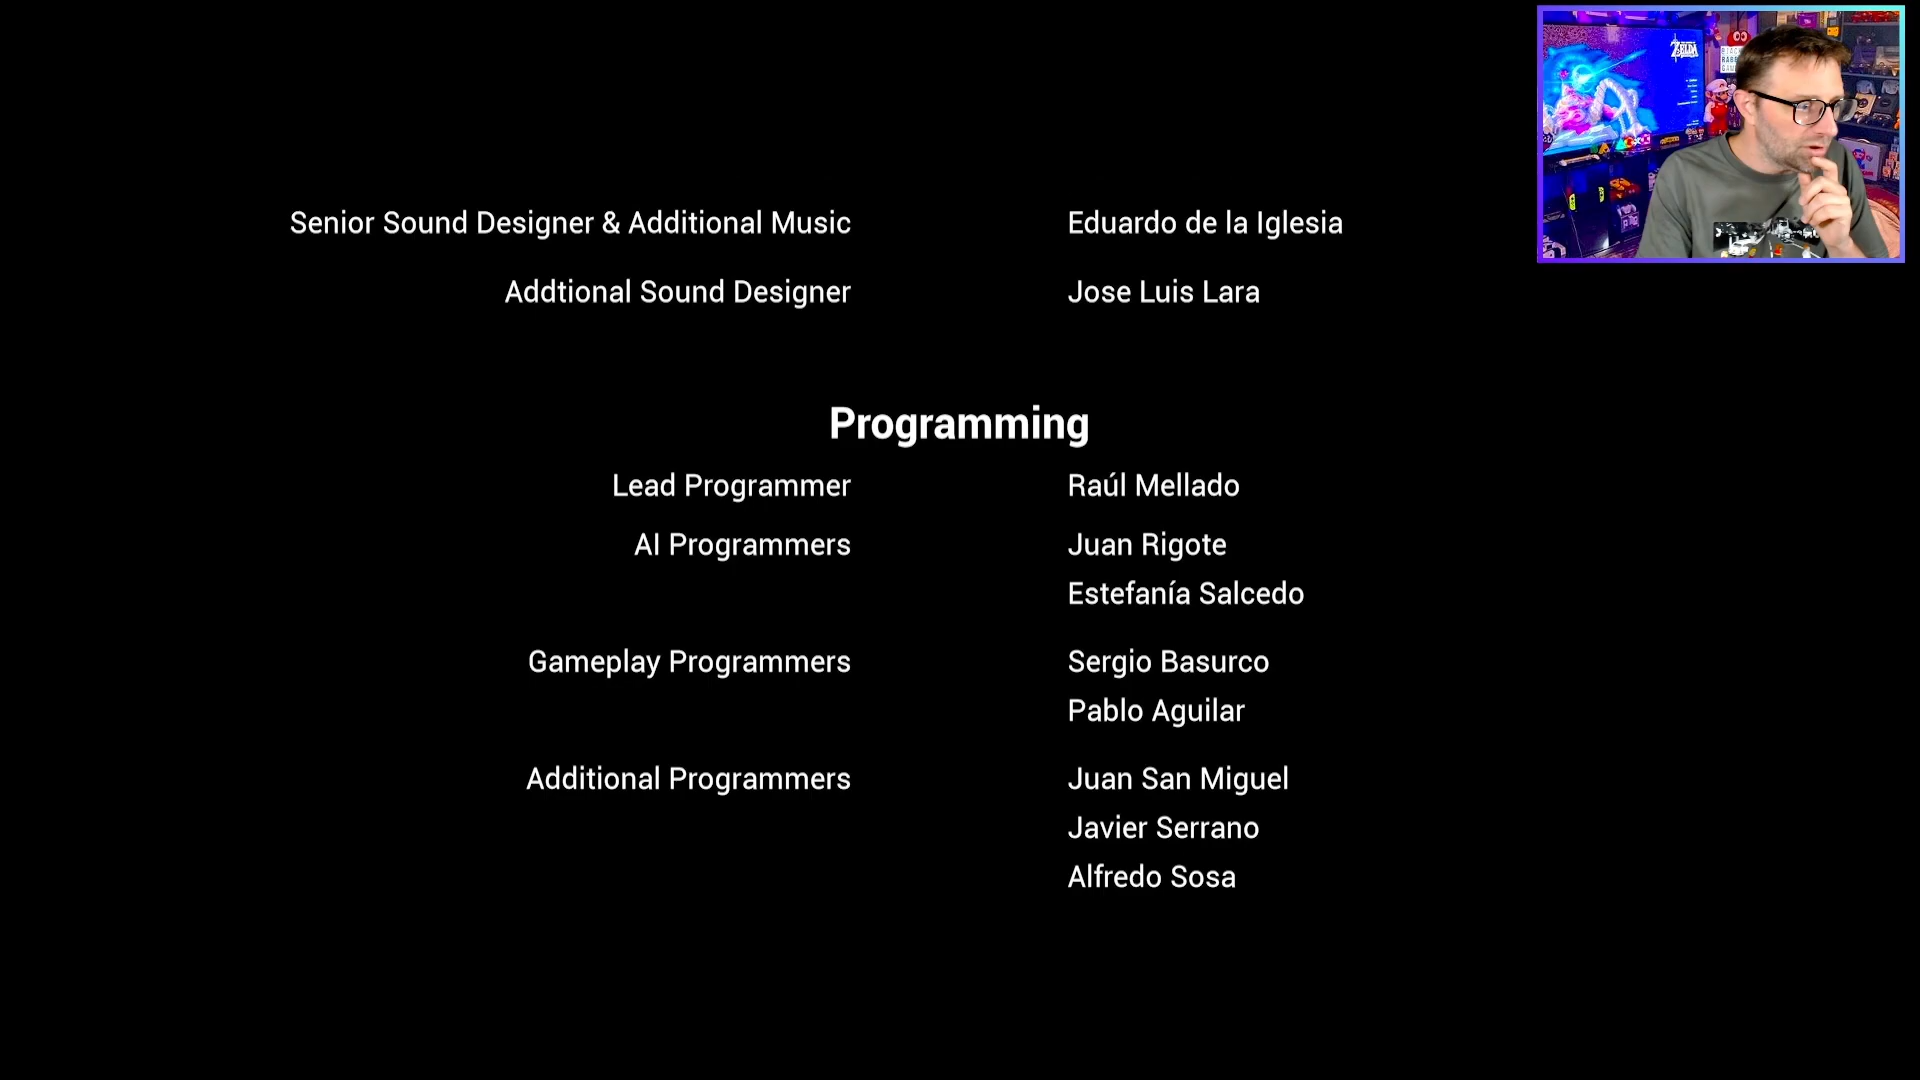 Senior Sound Designer & Additional Music Eduardo de la Iglesia
Addtional Sound Designer Jose Luis Lara
Programming
Lead Programmer Raúl Mellado
AI Programmers Juan Rigote
Estefanía Salcedo
Gameplay Programmers Sergio Basurco
Pablo Aguilar
Additional Programmers Juan San Miguel
Javier Serrano
Alfredo Sosa
ZELDA